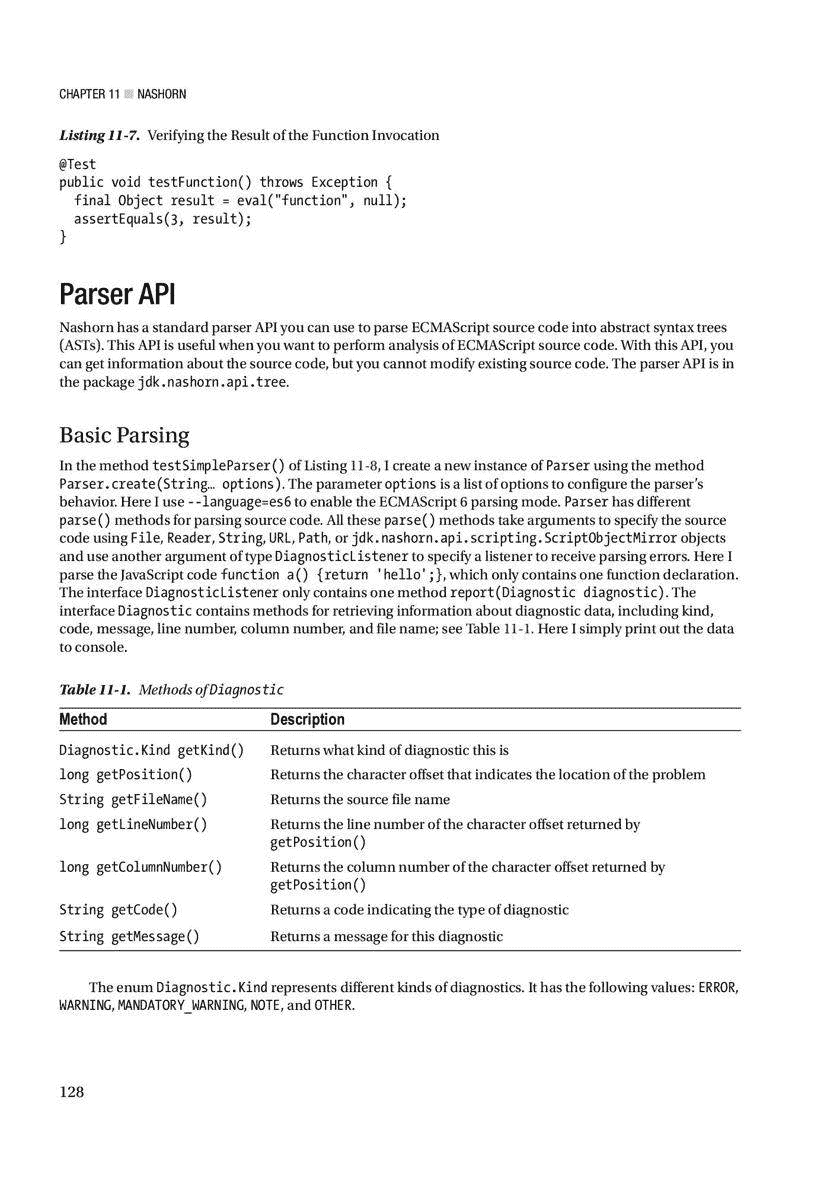 CHAPTER 11 ■ NASHORN
Listing 11-7. Verifying the Result of the Function Invocation
@Test
public void testFunction() throws Exception {
  final Object result = eval("function", null);
  assertEquals(3, result);
}
Parser API
Nashorn has a standard parser API you can use to parse ECMAScript source code into abstract syntax trees
(ASTs). This API is useful when you want to perform analysis of ECMAScript source code. With this API, you
can get information about the source code, but you cannot modify existing source code. The parser API is in
the package jdk.nashorn.api.tree.
Basic Parsing
In the method testSimpleParser() of Listing 11-8, I create a new instance of Parser using the method
Parser.create(String… options). The parameter options is a list of options to configure the parser’s
behavior. Here I use --language=es6 to enable the ECMAScript 6 parsing mode. Parser has different
parse() methods for parsing source code. All these parse() methods take arguments to specify the source
code using File, Reader, String, URL, Path, or jdk.nashorn.api.scripting.ScriptObjectMirror objects
and use another argument of type DiagnosticListener to specify a listener to receive parsing errors. Here I
parse the JavaScript code function a() {return 'hello';}, which only contains one function declaration.
The interface DiagnosticListener only contains one method report(Diagnostic diagnostic). The
interface Diagnostic contains methods for retrieving information about diagnostic data, including kind,
code, message, line number, column number, and file name; see Table 11-1. Here I simply print out the data
to console.
Table 11-1. Methods of Diagnostic
Method Description
Diagnostic.Kind getKind() Returns what kind of diagnostic this is
long getPosition() Returns the character offset that indicates the location of the problem
String getFileName() Returns the source file name
long getLineNumber() Returns the line number of the character offset returned by
getPosition()
long getColumnNumber() Returns the column number of the character offset returned by
getPosition()
String getCode() Returns a code indicating the type of diagnostic
String getMessage() Returns a message for this diagnostic
The enum Diagnostic.Kind represents different kinds of diagnostics. It has the following values: ERROR,
WARNING, MANDATORY_WARNING, NOTE, and OTHER.
128